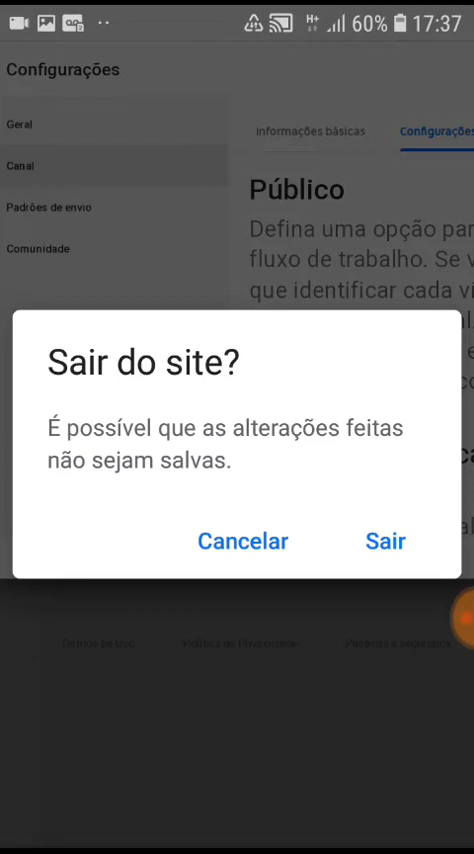 H+ 60% 17:37
Configurações
Geral
Canal
Padrões de envio
Comunidade
Informações básicas
Configurações
Público
Defina uma opção par
fluxo de trabalho. Se v
que identificar cada ví
Sair do site?
É possível que as alterações feitas
não sejam salvas.
Cancelar
Sair
Termos de Uso
Política de Privacidade